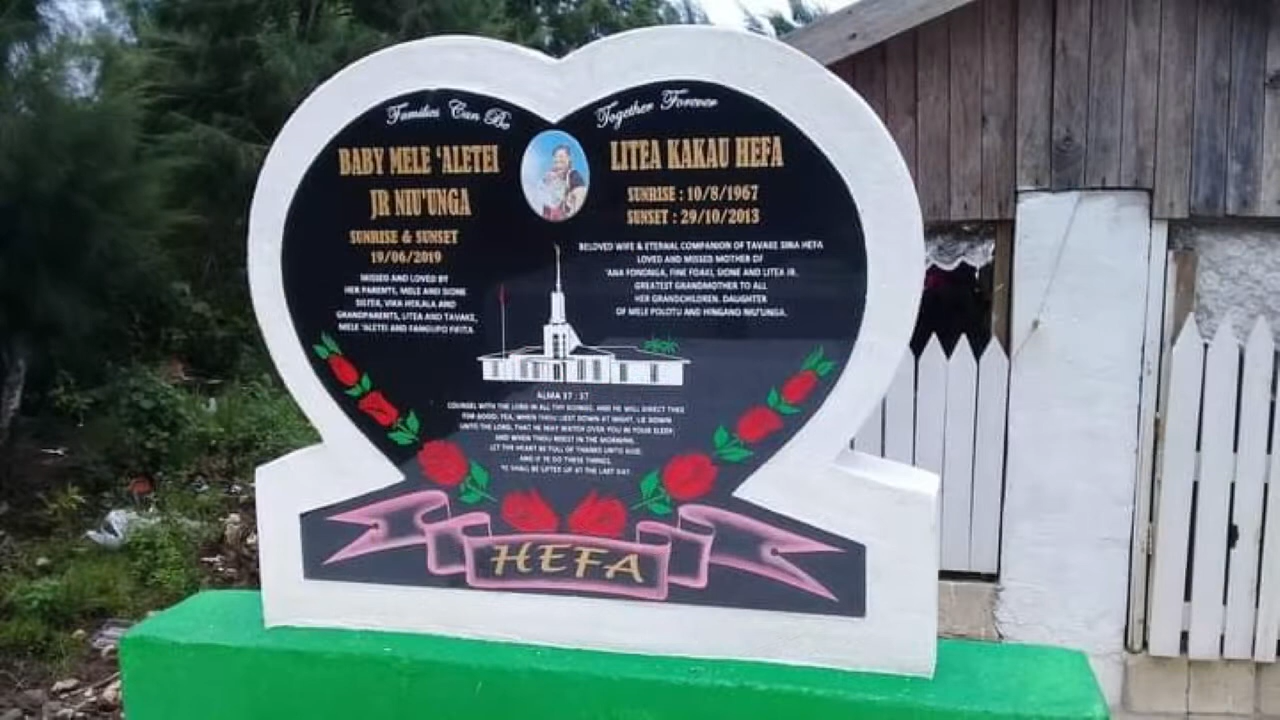 Families Can Be
Together Forever
BABY MELE ‘ALETEI
JR NIU'UNGA
SUNRISE & SUNSET
19/06/2019
MISSED AND LOVED BY
HER PARENTS, MELE AND SIONE
SISTER, VIKA HEILALA AND
GRANDPARENTS, LITEA AND TAVAKE,
MELE 'ALETEI AND FANGUPO FIFITA
LITEA KAKAU HEFA
SUNRISE : 10/8/1967
SUNSET : 29/10/2013
BELOVED WIFE & ETERNAL COMPANION OF TAVAKE SINA HEFA
LOVED AND MISSED MOTHER OF
'ANA FONONGA, FINE FOAKI, SIONE AND LITEA JR.
GREATEST GRANDMOTHER TO ALL
HER GRANDCHILDREN. DAUGHTER
OF MELE POLOTU AND HINGANO NIU'UNGA.
ALMA 37 : 37
COUNSEL WITH THE LORD IN ALL THY DOINGS, AND HE WILL DIRECT THEE
FOR GOOD; YEA, WHEN THOU LIEST DOWN AT NIGHT, LIE DOWN
UNTO THE LORD, THAT HE MAY WATCH OVER YOU IN YOUR SLEEP;
AND WHEN THOU RISEST IN THE MORNING,
LET THE HEART BE FULL OF THANKS UNTO GOD;
AND IF YE DO THESE THINGS,
YE SHALL BE LIFTED UP AT THE LAST DAY.
HEFA